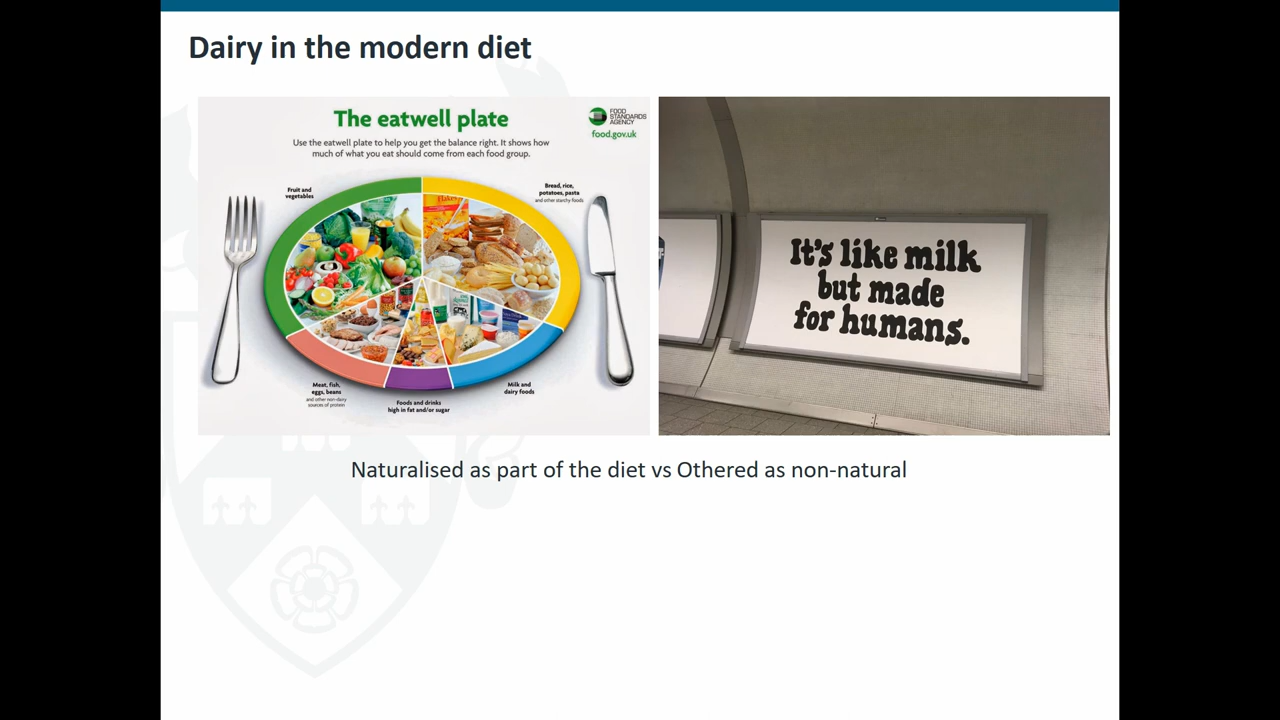 Dairy in the modern diet
The eatwell plate
Use the eatwell plate to help you get the balance right. It shows how
much of what you eat should come from each food group.
FOOD
STANDARDS
AGENCY
food.gov.uk
Fruit and
vegetables
Bread, rice,
potatoes, pasta
and other starchy foods
Meat, fish,
eggs, beans
and other non-dairy
sources of protein
Foods and drinks
high in fat and/or sugar
Milk and
dairy foods
It's like milk
but made
for humans.
Naturalised as part of the diet vs Othered as non-natural